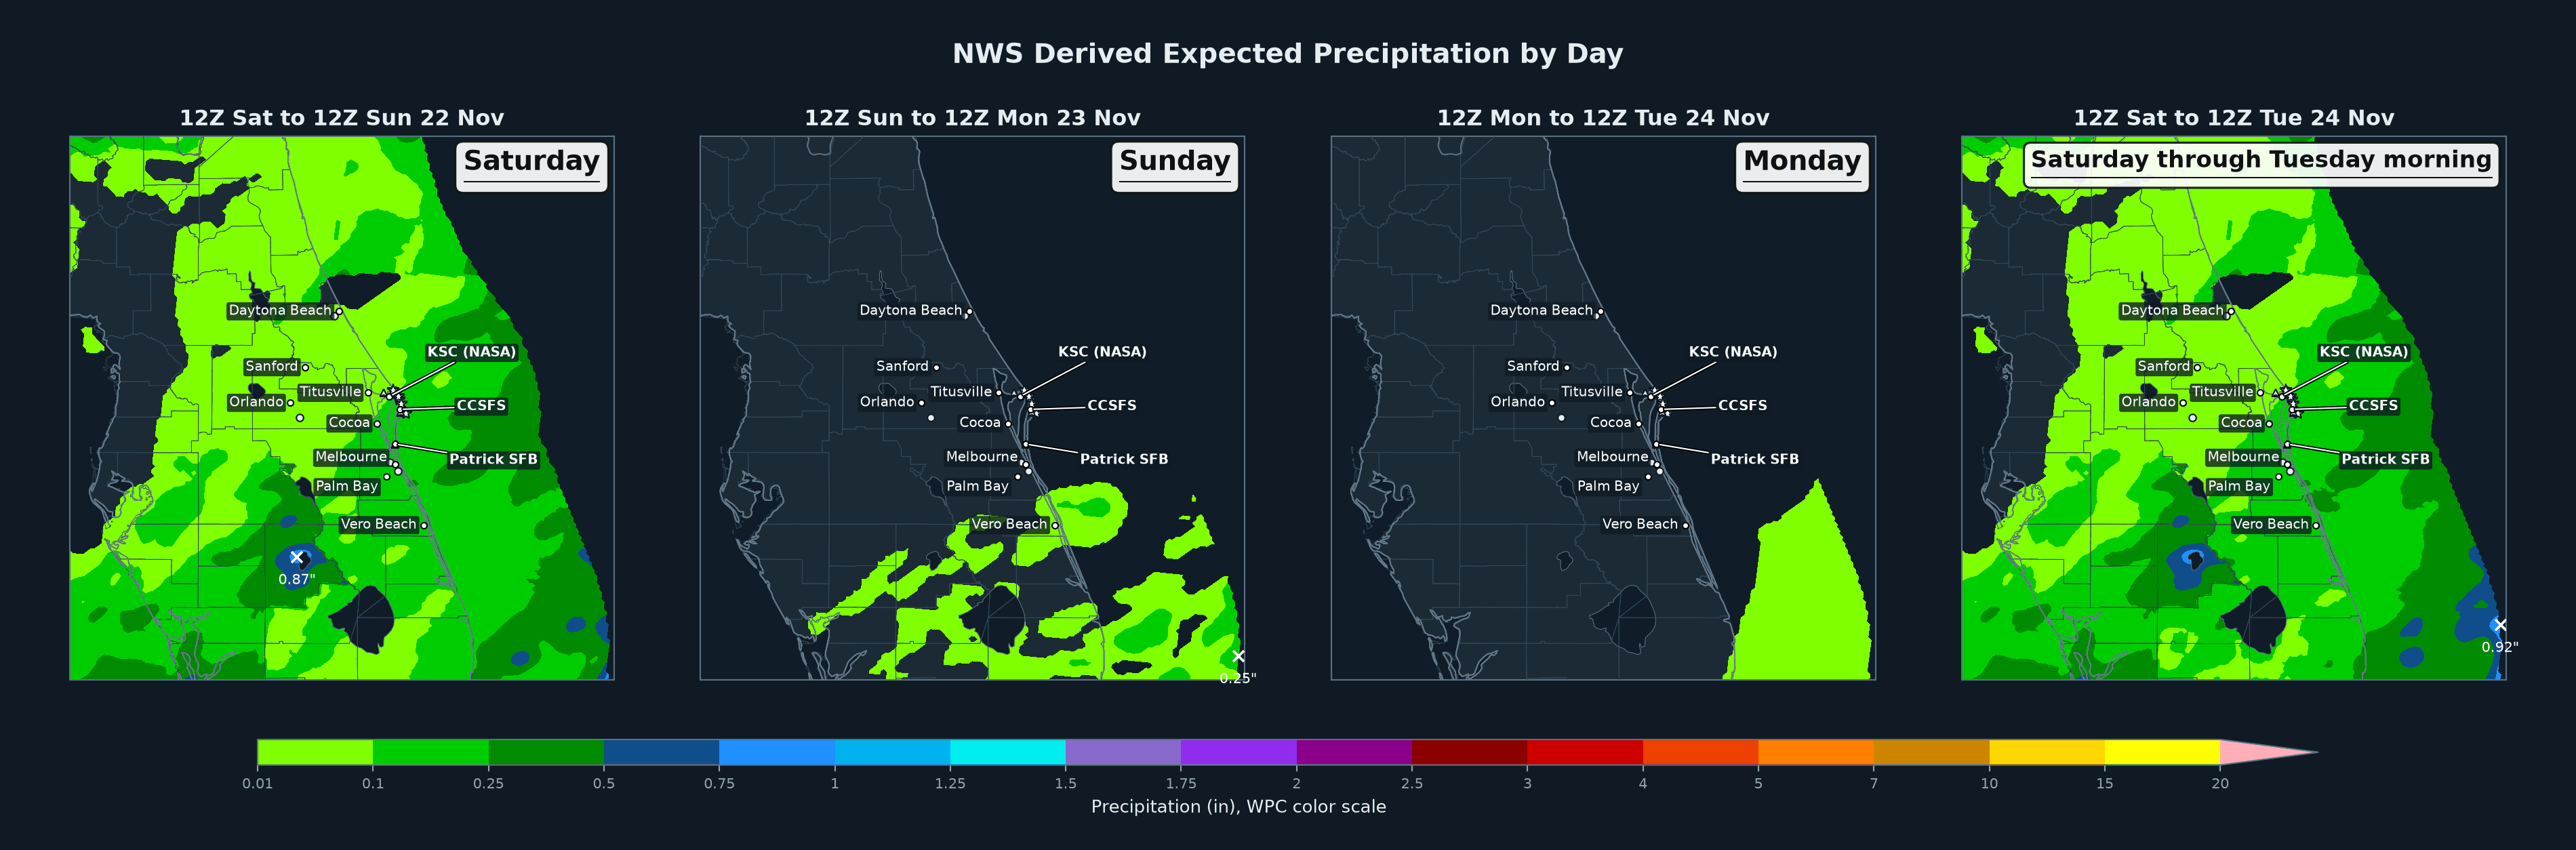 NWS Derived Expected Precipitation by Day
12Z Sat to 12Z Sun 22 Nov
Saturday
Daytona Beach
KSC (NASA)
Sanford
Titusville
Orlando
CCSFS
Cocoa
Melbourne
Patrick SFB
Palm Bay
Vero Beach
0.87"
12Z Sun to 12Z Mon 23 Nov
Sunday
Daytona Beach
KSC (NASA)
Sanford
Titusville
Orlando
CCSFS
Cocoa
Melbourne
Patrick SFB
Palm Bay
Vero Beach
0.25"
12Z Mon to 12Z Tue 24 Nov
Monday
Daytona Beach
KSC (NASA)
Sanford
Titusville
Orlando
CCSFS
Cocoa
Melbourne
Patrick SFB
Palm Bay
Vero Beach
12Z Sat to 12Z Tue 24 Nov
Saturday through Tuesday morning
Daytona Beach
KSC (NASA)
Sanford
Titusville
Orlando
CCSFS
Cocoa
Melbourne
Patrick SFB
Palm Bay
Vero Beach
0.92"
0.01 0.1 0.25 0.5 0.75 1 1.25 1.5 1.75 2 2.5 3 4 5 7 10 15 20
Precipitation (in), WPC color scale